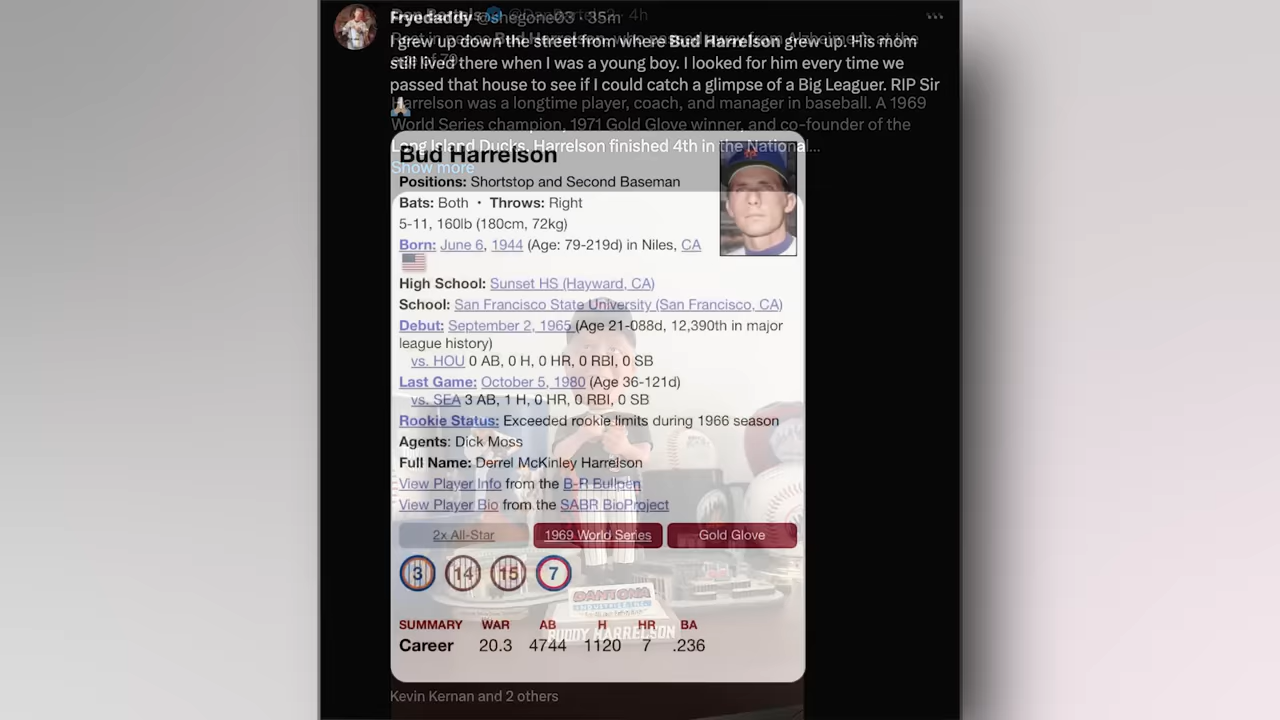 Fryedaddy @shegone03 · 35m
4h
I grew up down the street from where Bud Harrelson grew up. His mom
still lived there when I was a young boy. I looked for him every time we
passed that house to see if I could catch a glimpse of a Big Leaguer. RIP Sir
🙏
Harrelson was a longtime player, coach, and manager in baseball. A 1969
World Series champion, 1971 Gold Glove winner, and co-founder of the
Long Island Ducks, Harrelson finished 4th in the National...
Show more
Bud Harrelson
Positions: Shortstop and Second Baseman
Bats: Both • Throws: Right
5-11, 160lb (180cm, 72kg)
Born: June 6, 1944 (Age: 79-219d) in Niles, CA
High School: Sunset HS (Hayward, CA)
School: San Francisco State University (San Francisco, CA)
Debut: September 2, 1965 (Age 21-088d, 12,390th in major
league history)
vs. HOU 0 AB, 0 H, 0 HR, 0 RBI, 0 SB
Last Game: October 5, 1980 (Age 36-121d)
vs. SEA 3 AB, 1 H, 0 HR, 0 RBI, 0 SB
Rookie Status: Exceeded rookie limits during 1966 season
Agents: Dick Moss
Full Name: Derrel McKinley Harrelson
View Player Info from the B-R Bullpen
View Player Bio from the SABR BioProject
2x All-Star 1969 World Series Gold Glove
3 14 15 7
DANTONA
INDUSTRIES INC.
BUDDY HARRELSON
SUMMARY WAR AB H HR BA
Career 20.3 4744 1120 7 .236
Kevin Kernan and 2 others